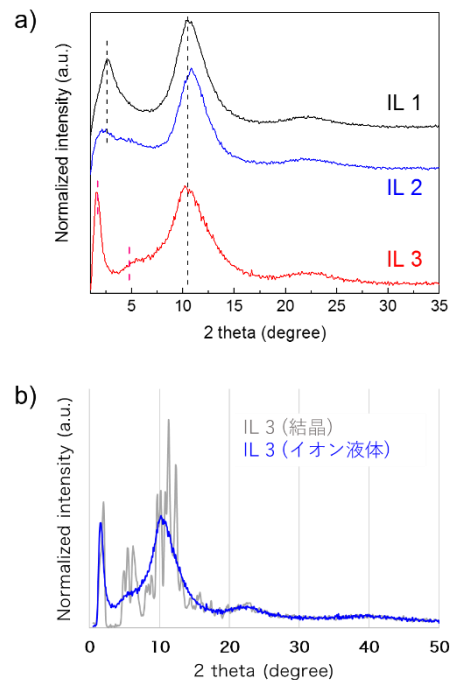 a)
Normalized intensity (a.u.)
IL 1
IL 2
IL 3
5 10 15 20 25 30 35
2 theta (degree)
b)
Normalized intensity (a.u.)
IL 3 (結晶)
IL 3 (イオン液体)
0 10 20 30 40 50
2 theta (degree)